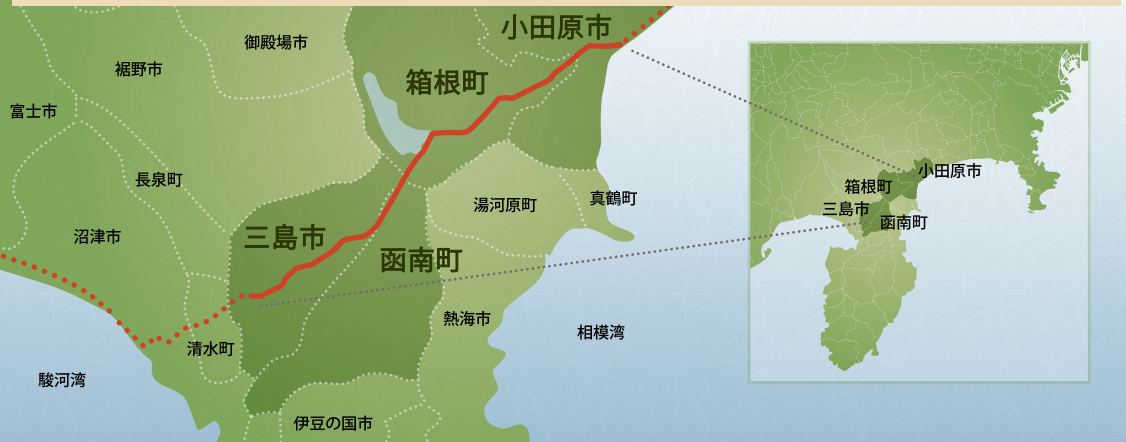 小田原市
御殿場市
裾野市
箱根町
富士市
長泉町
真鶴町
湯河原町
沼津市
三島市
函南町
熱海市
相模湾
清水町
駿河湾
伊豆の国市
小田原市
箱根町
三島市
函南町